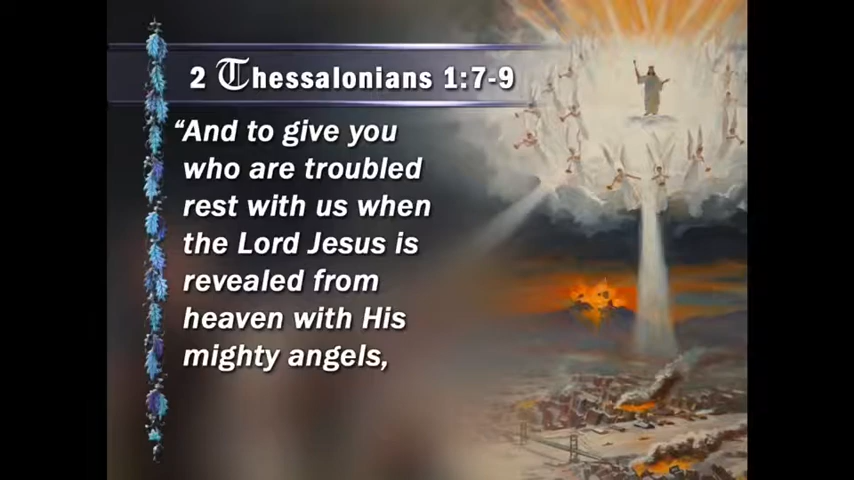 2 Thessalonians 1:7-9
“And to give you
who are troubled
rest with us when
the Lord Jesus is
revealed from
heaven with His
mighty angels,